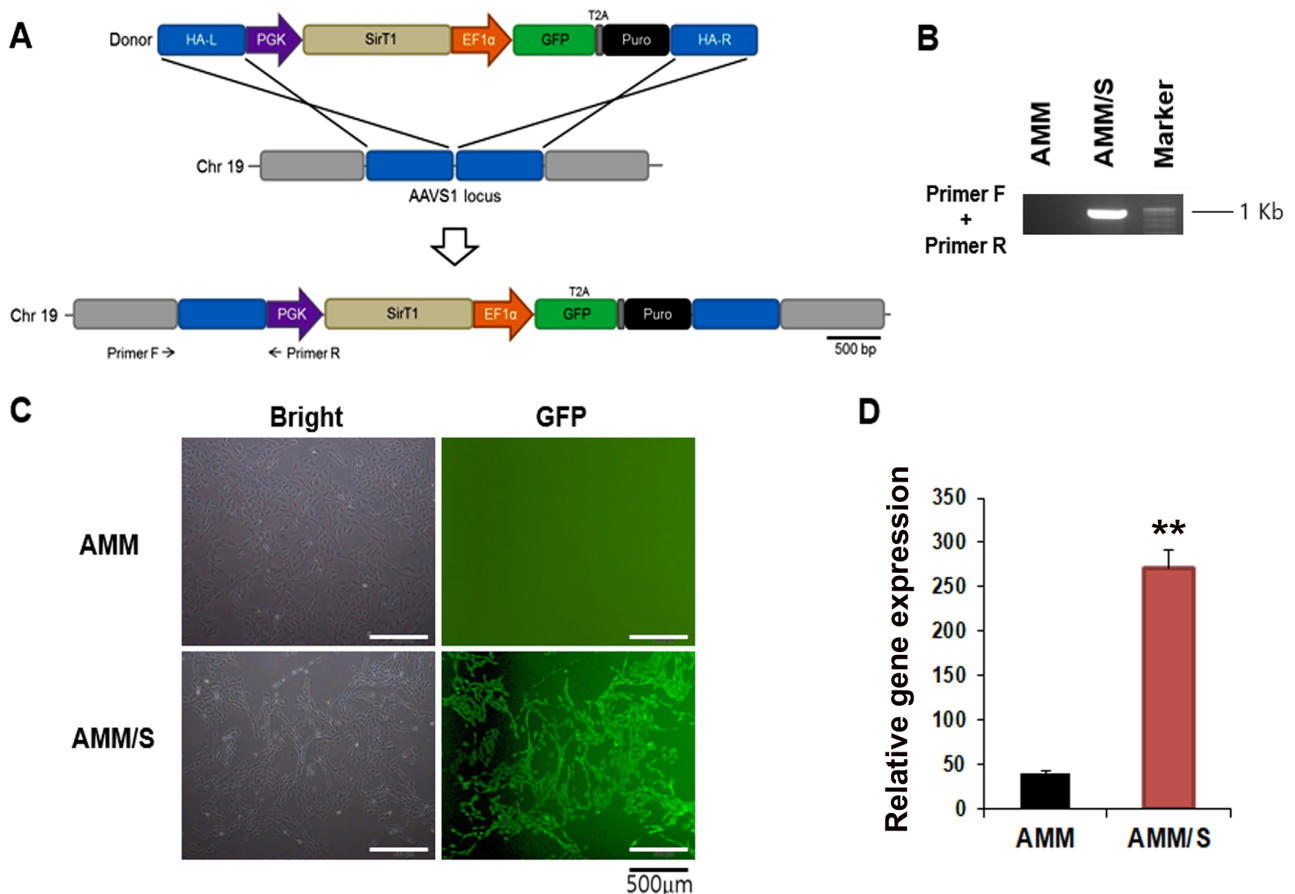 A
Donor
HA-L
PGK
SirT1
EF1α
GFP
T2A
Puro
HA-R
Chr 19
AAVS1 locus
Chr 19
PGK
SirT1
EF1α
GFP
T2A
Puro
Primer F
Primer R
500 bp
B
AMM
AMM/S
Marker
Primer F
+
Primer R
1 Kb
C
Bright
GFP
AMM
AMM/S
500μm
D
Relative gene expression
350
300
250
200
150
100
50
0
**
AMM
AMM/S